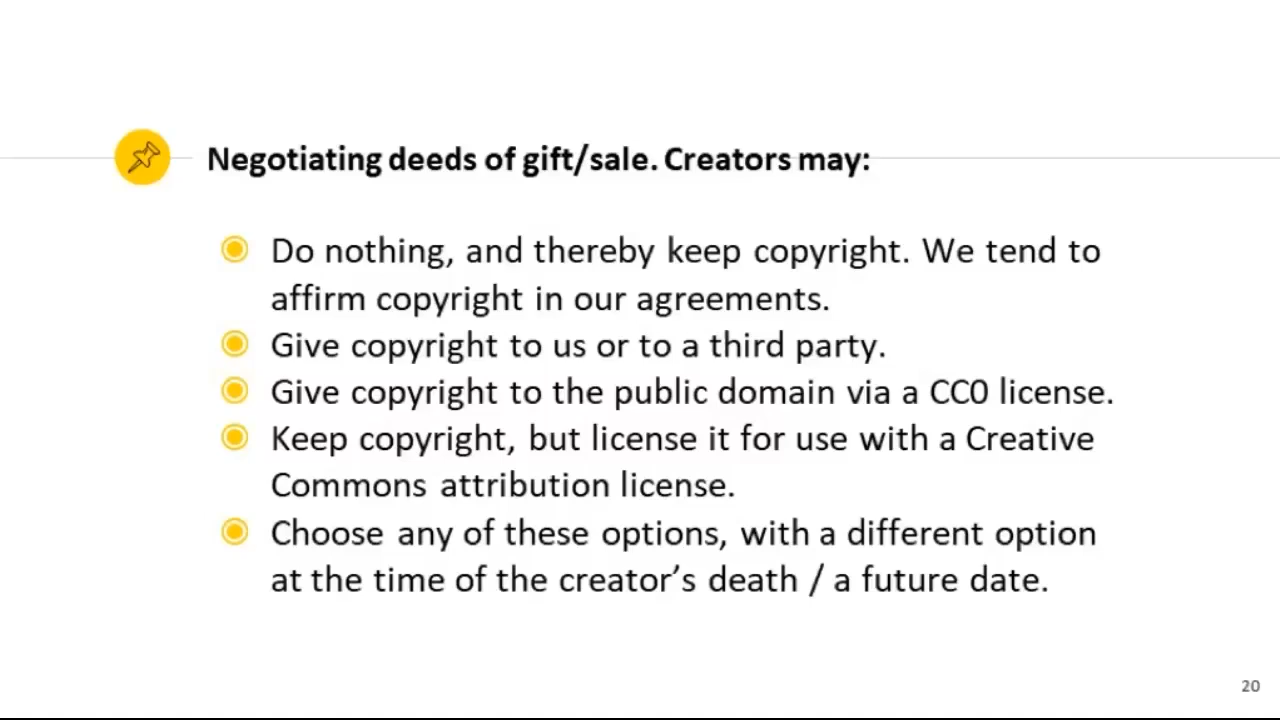 Negotiating deeds of gift/sale. Creators may:
Do nothing, and thereby keep copyright. We tend to
affirm copyright in our agreements.
Give copyright to us or to a third party.
Give copyright to the public domain via a CC0 license.
Keep copyright, but license it for use with a Creative
Commons attribution license.
Choose any of these options, with a different option
at the time of the creator’s death / a future date.
20